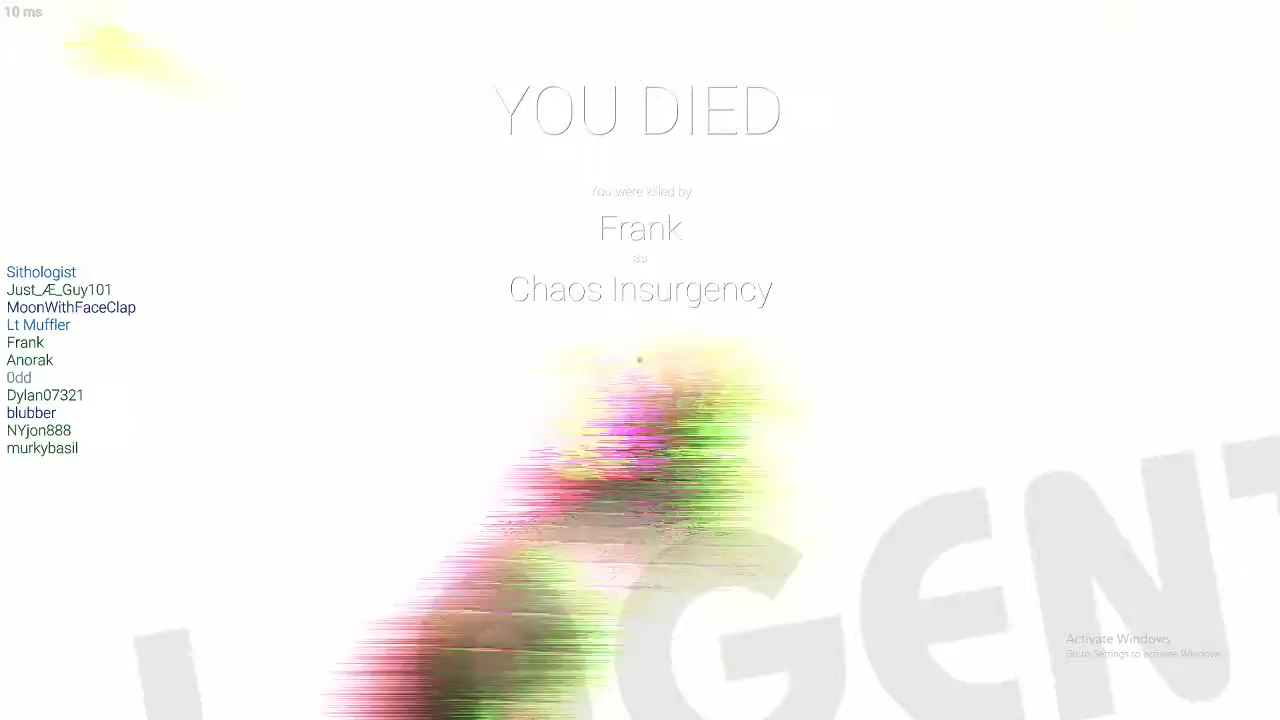 10 ms
YOU DIED
You were killed by
Frank
as
Chaos Insurgency
Sithologist
Just_Æ_Guy101
MoonWithFaceClap
Lt Muffler
Frank
Anorak
0dd
Dylan07321
blubber
NYjon888
murkybasil
Activate Windows
Go to Settings to activate Windows.